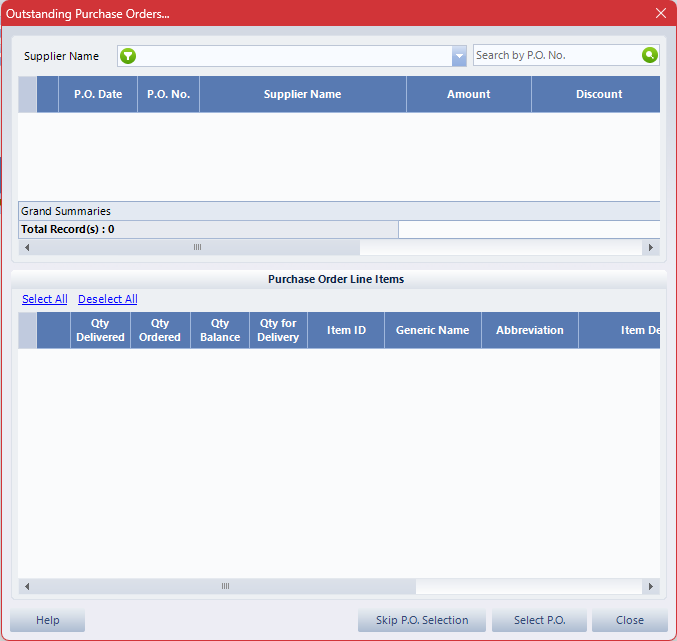 Outstanding Purchase Orders...
Supplier Name
Search by P.O. No.
P.O. Date P.O. No. Supplier Name Amount Discount
Grand Summaries
Total Record(s) : 0
Purchase Order Line Items
Select All Deselect All
Qty Delivered Qty Ordered Qty Balance Qty for Delivery Item ID Generic Name Abbreviation Item De
Help Skip P.O. Selection Select P.O. Close